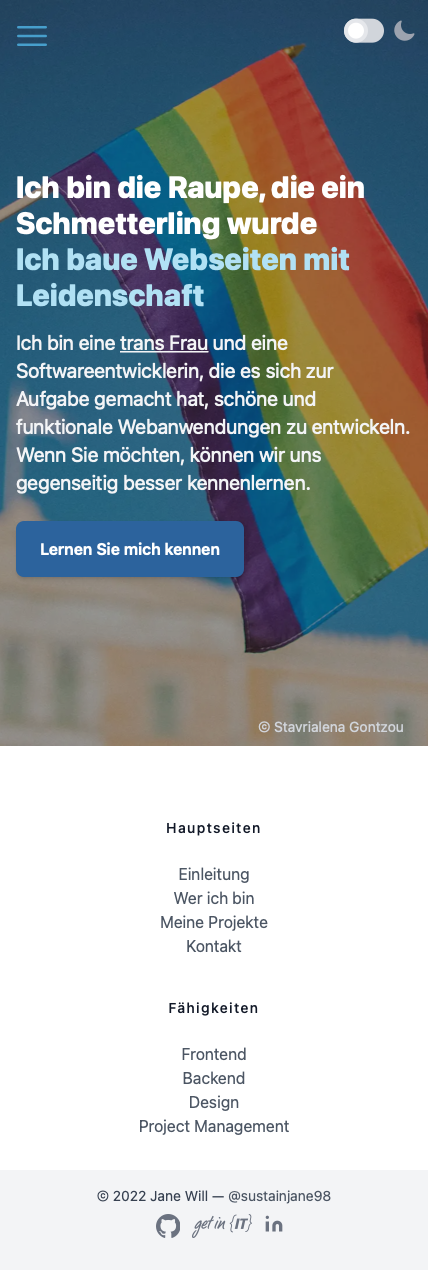 Ich bin die Raupe, die ein
Schmetterling wurde
Ich baue Webseiten mit
Leidenschaft
Ich bin eine trans Frau und eine
Softwareentwicklerin, die es sich zur
Aufgabe gemacht hat, schöne und
funktionale Webanwendungen zu entwickeln.
Wenn Sie möchten, können wir uns
gegenseitig besser kennenlernen.
Lernen Sie mich kennen
© Stavrialena Gontzou
Hauptseiten
Einleitung
Wer ich bin
Meine Projekte
Kontakt
Fähigkeiten
Frontend
Backend
Design
Project Management
© 2022 Jane Will — @sustainjane98
get in {IT}
in